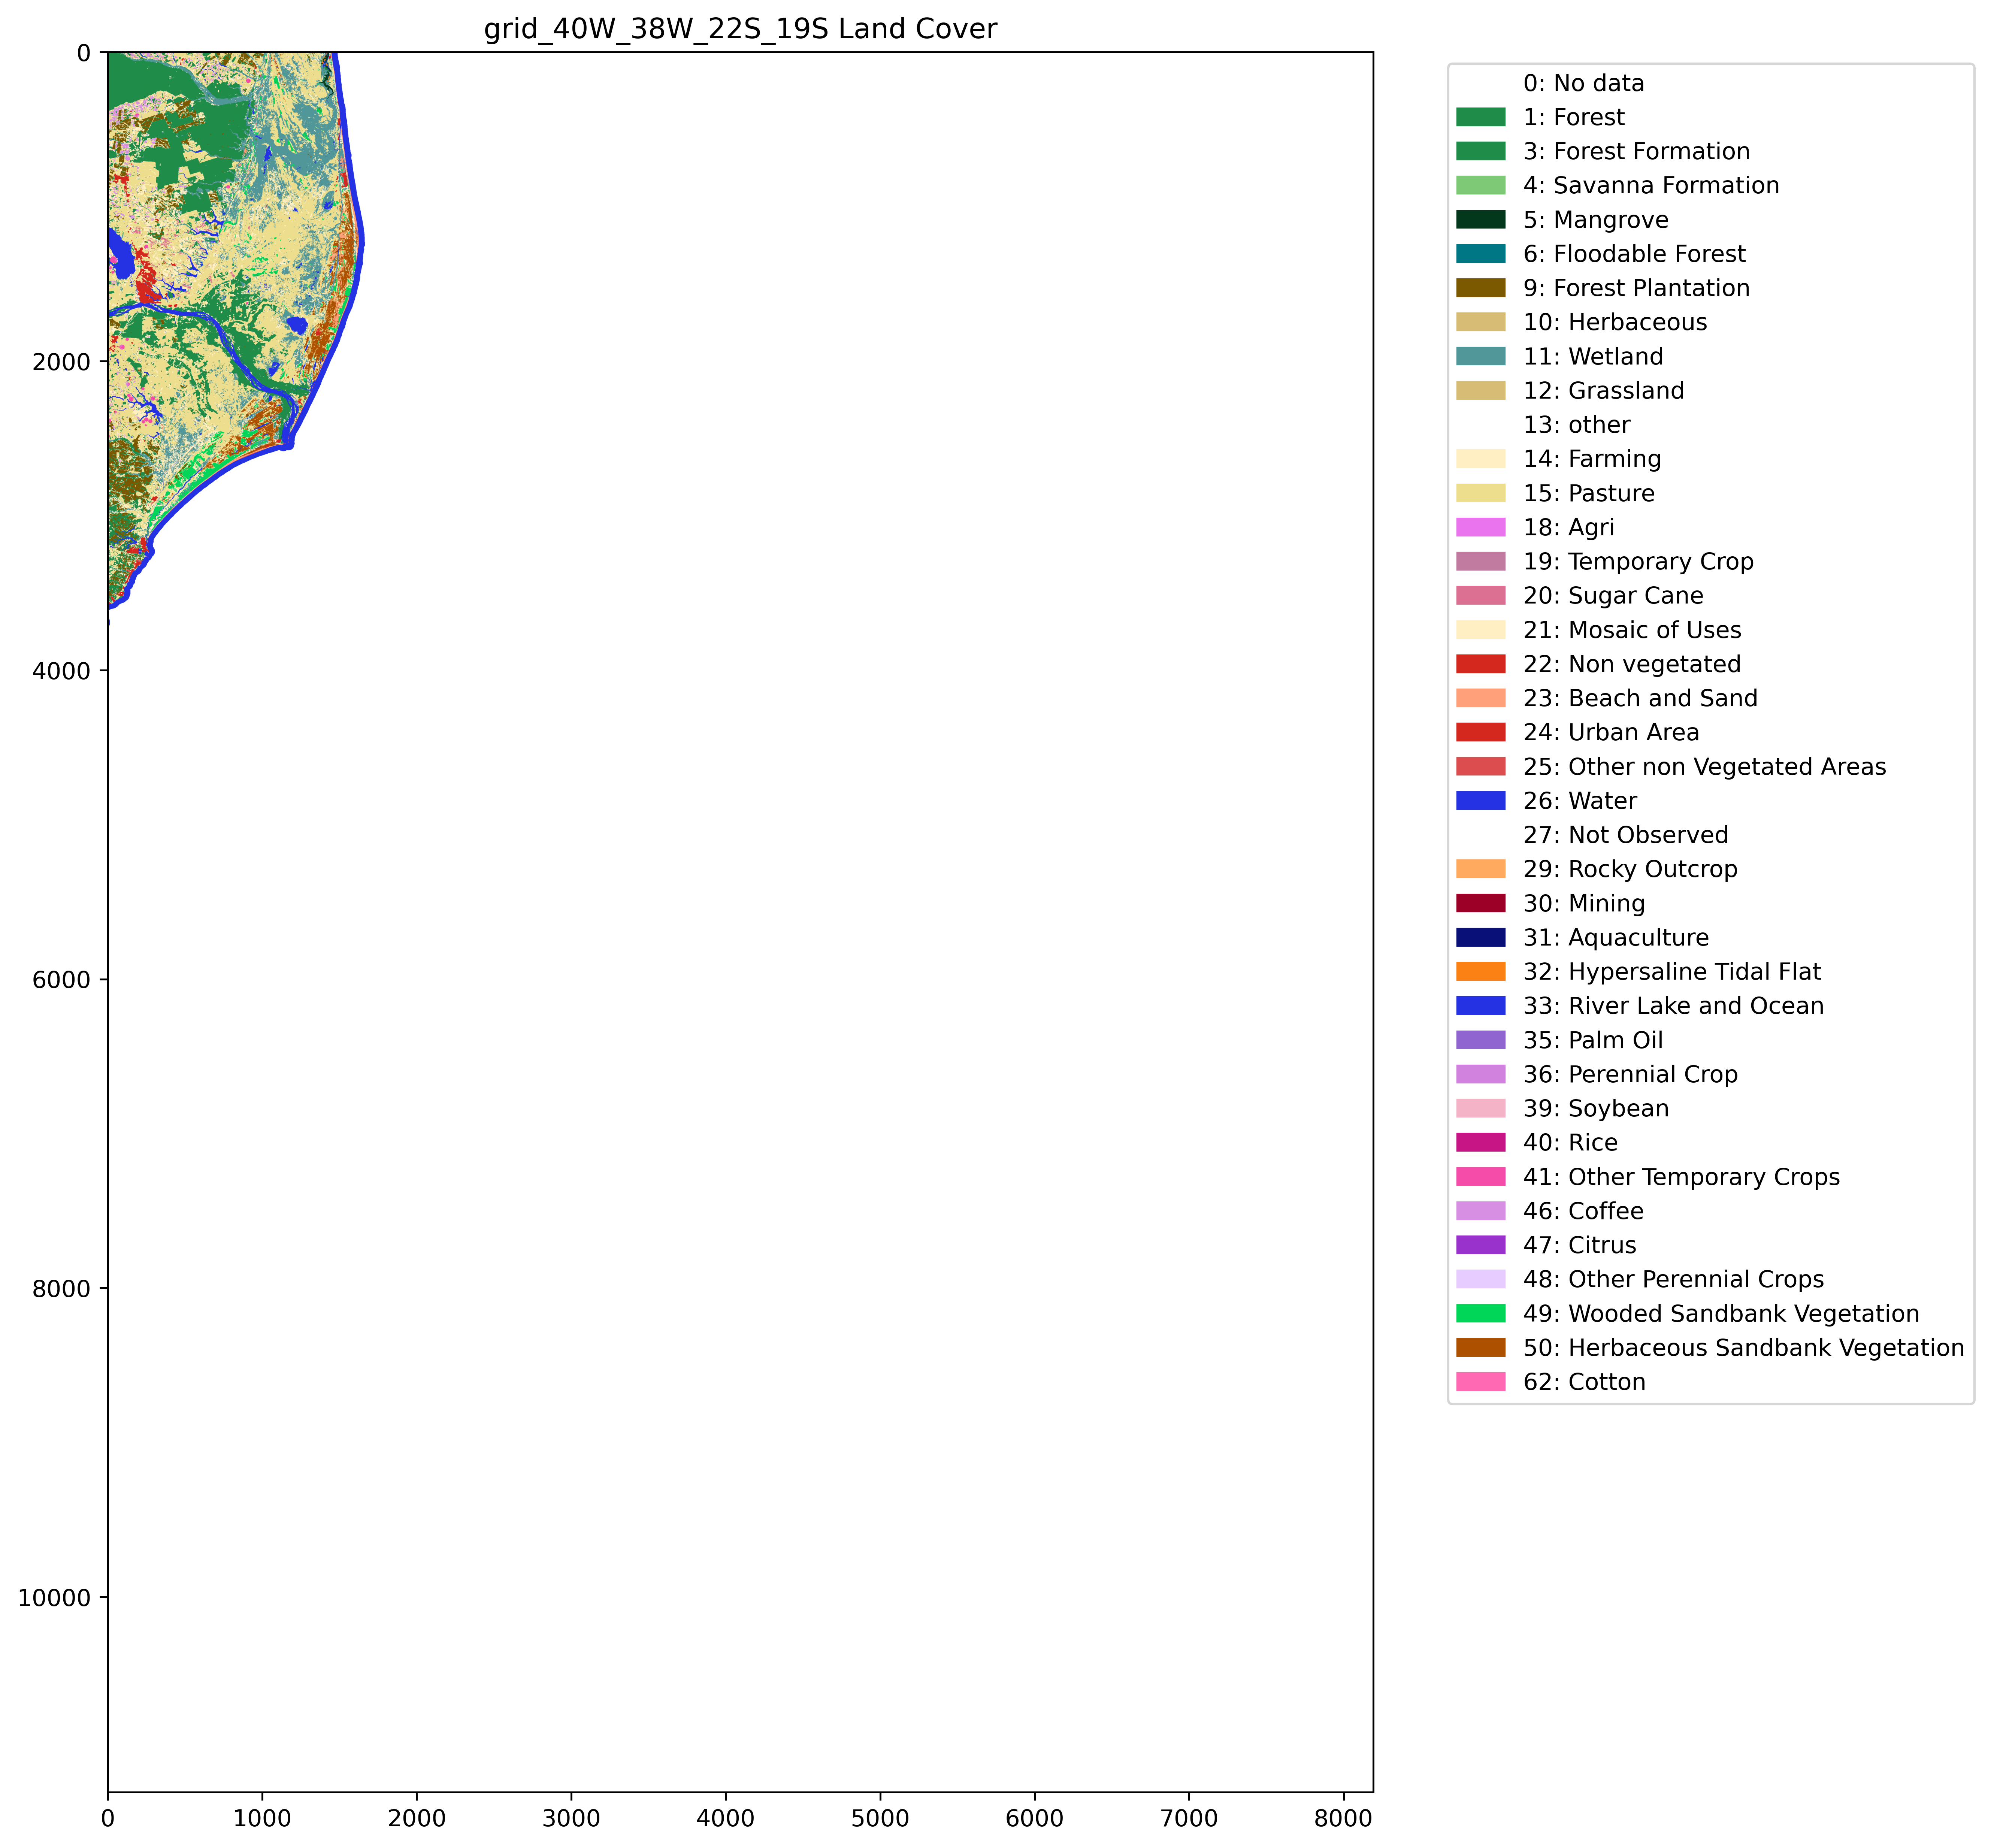 grid_40W_38W_22S_19S Land Cover
0
2000
4000
6000
8000
10000
0 1000 2000 3000 4000 5000 6000 7000 8000
0: No data
1: Forest
3: Forest Formation
4: Savanna Formation
5: Mangrove
6: Floodable Forest
9: Forest Plantation
10: Herbaceous
11: Wetland
12: Grassland
13: other
14: Farming
15: Pasture
18: Agri
19: Temporary Crop
20: Sugar Cane
21: Mosaic of Uses
22: Non vegetated
23: Beach and Sand
24: Urban Area
25: Other non Vegetated Areas
26: Water
27: Not Observed
29: Rocky Outcrop
30: Mining
31: Aquaculture
32: Hypersaline Tidal Flat
33: River Lake and Ocean
35: Palm Oil
36: Perennial Crop
39: Soybean
40: Rice
41: Other Temporary Crops
46: Coffee
47: Citrus
48: Other Perennial Crops
49: Wooded Sandbank Vegetation
50: Herbaceous Sandbank Vegetation
62: Cotton